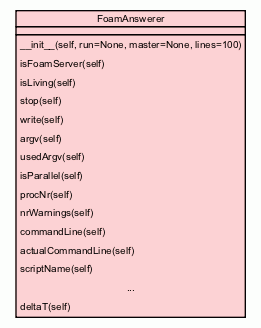 FoamAnswerer
__init__(self, run=None, master=None, lines=100)
isFoamServer(self)
isLiving(self)
stop(self)
write(self)
argv(self)
usedArgv(self)
isParallel(self)
procNr(self)
nrWarnings(self)
commandLine(self)
actualCommandLine(self)
scriptName(self)
...
deltaT(self)